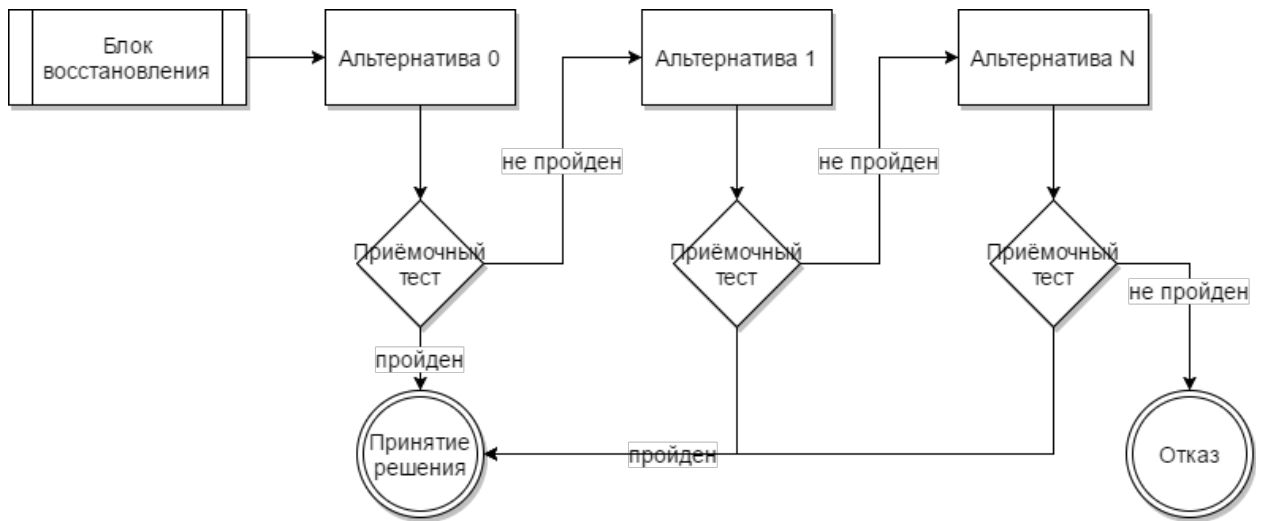 Блок
восстановления
Альтернатива 0
Альтернатива 1
Альтернатива N
не пройден
не пройден
Приёмочный
тест
Приёмочный
тест
Приёмочный
тест
не пройден
пройден
Принятие
решения
пройден
Отказ